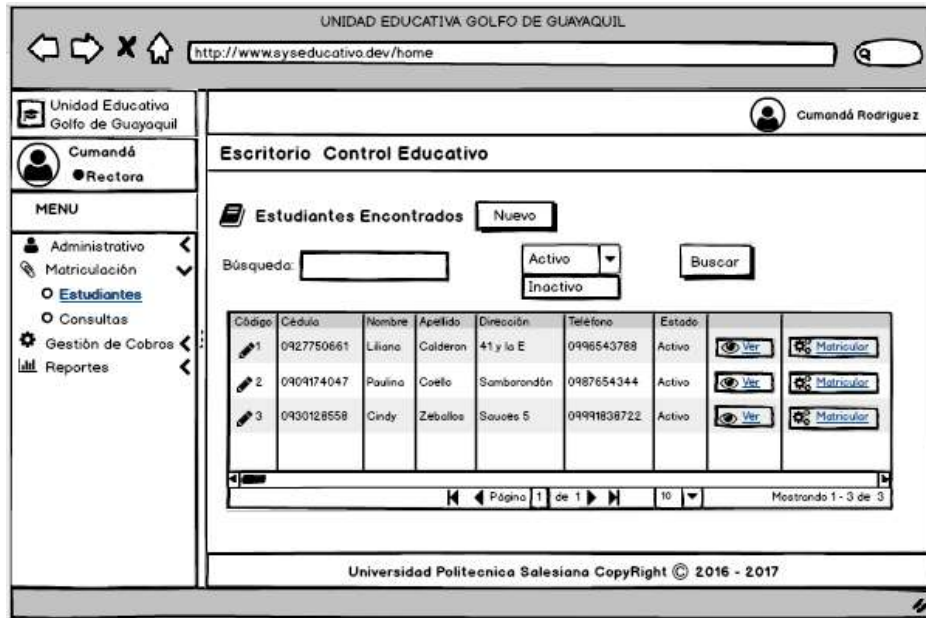 UNIDAD EDUCATIVA GOLFO DE GUAYAQUIL
http://www.syseducativo.dev/home
Unidad Educativa
Golfo de Guayaquil
Cumandá Rodriguez
Cumandá
Rectora
Escritorio Control Educativo
MENU
Administrativo
Matriculación
Estudiantes
Consultas
Gestión de Cobros
Reportes
Estudiantes Encontrados Nuevo
Búsqueda: Activo Buscar
Inactivo
Código Cédula Nombre Apellido Dirección Teléfono Estado
1 0927750661 Liliana Calderon 41 y la E 0996543788 Activo Ver Matricular
2 0909174047 Paulina Coello Samborondón 0987654344 Activo Ver Matricular
3 0930128558 Cindy Zeballos Sauces 5 09991838722 Activo Ver Matricular
Página 1 de 1 10 Mostrando 1 - 3 de 3
Universidad Politecnica Salesiana CopyRight © 2016 - 2017